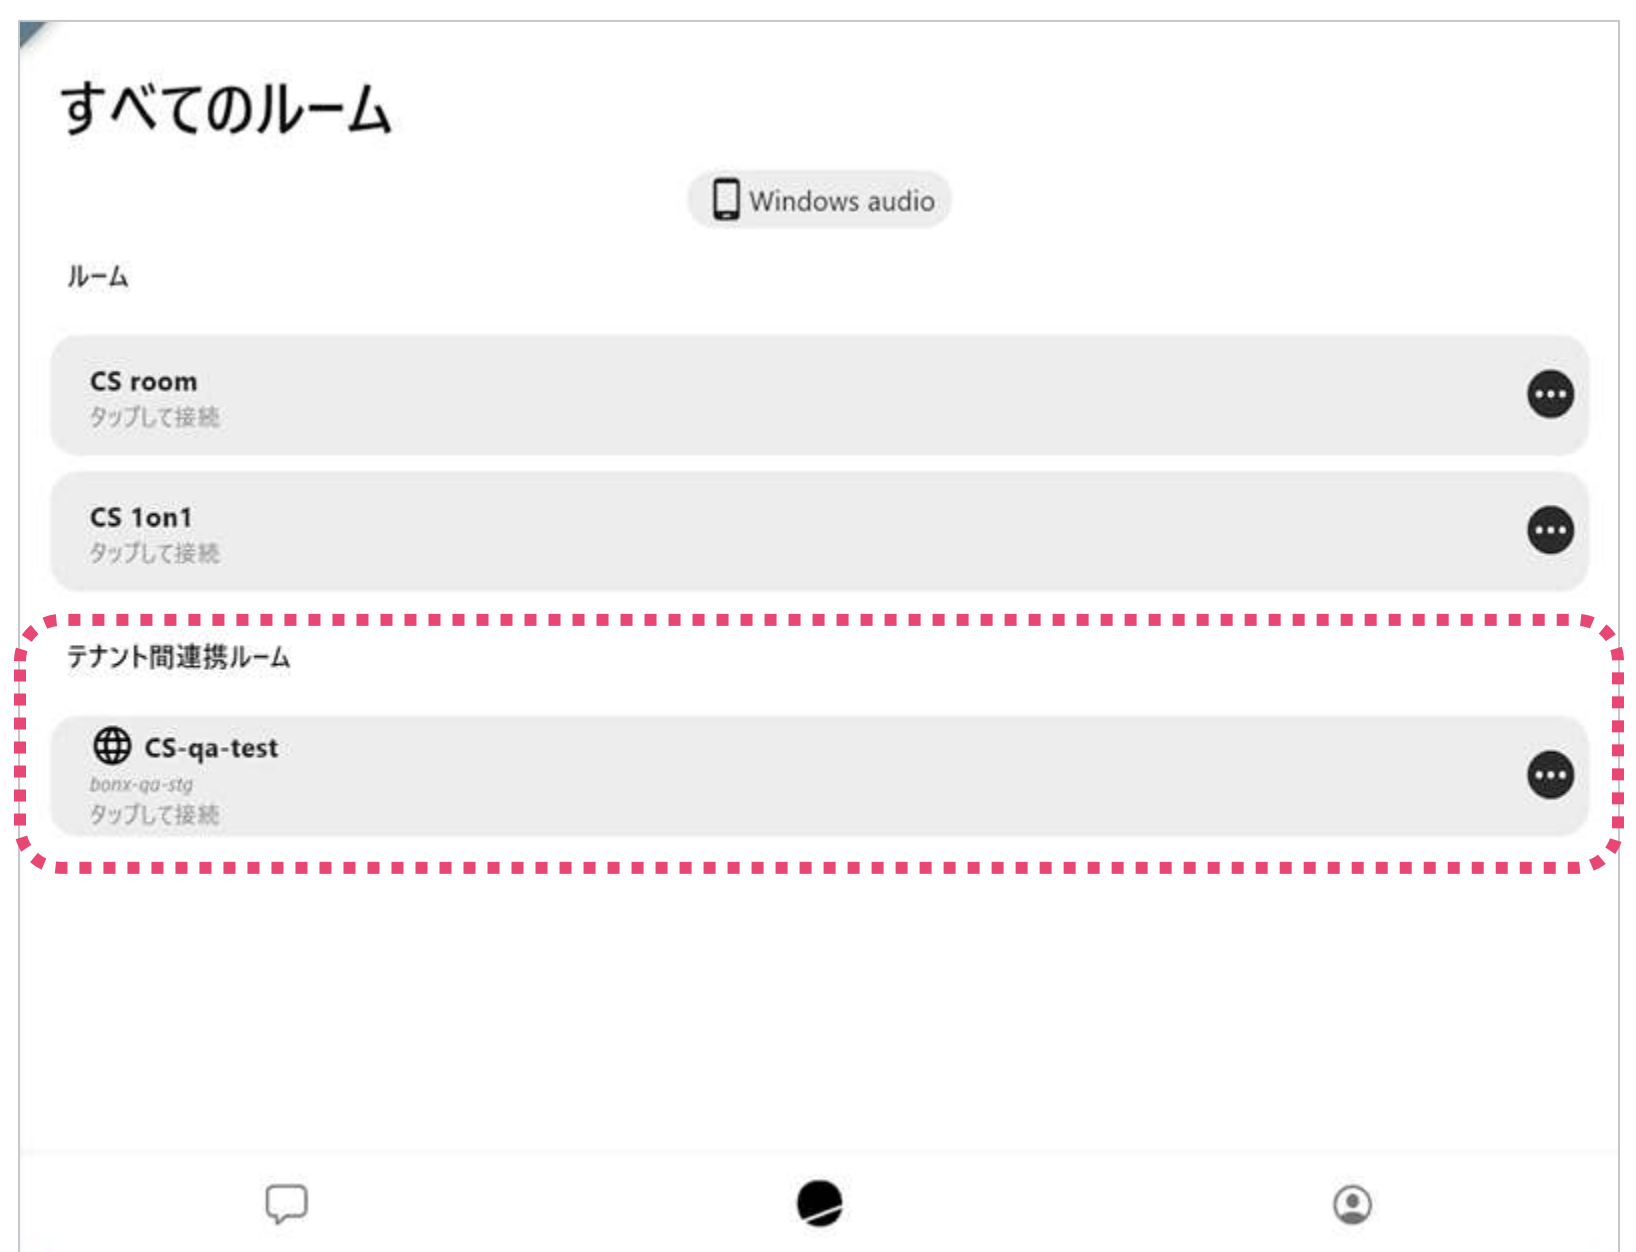 すべてのルーム
Windows audio
ルーム
CS room
タップして接続
CS 1on1
タップして接続
テナント間連携ルーム
CS-qa-test
bonx-qa-stg
タップして接続